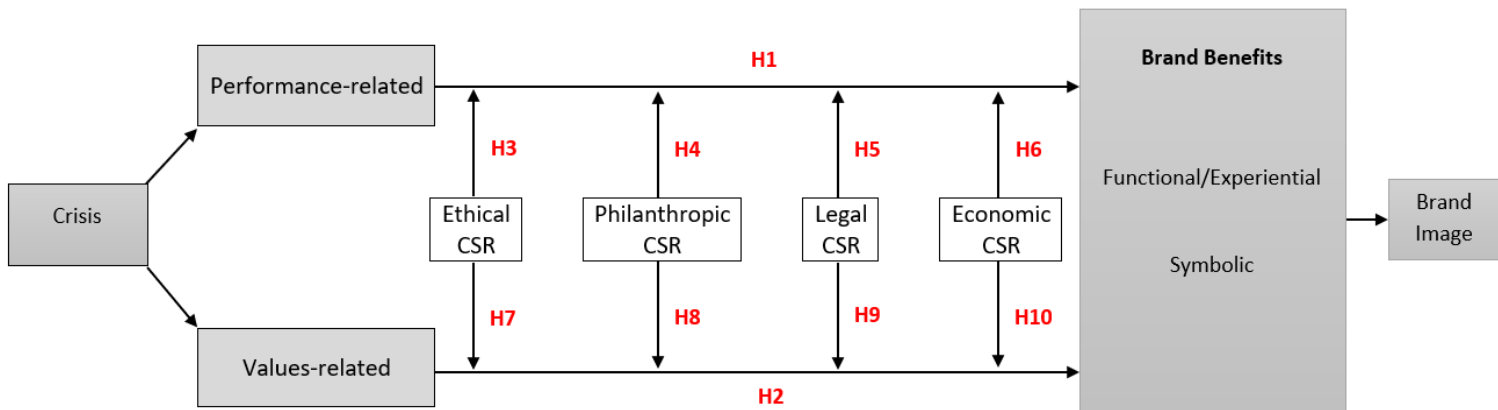 H1
Brand Benefits
Performance-related
H3
H4
H5
H6
Functional/Experiential
Crisis
Ethical
CSR
Philanthropic
CSR
Legal
CSR
Economic
CSR
Brand
Image
Symbolic
H7
H8
H9
H10
Values-related
H2